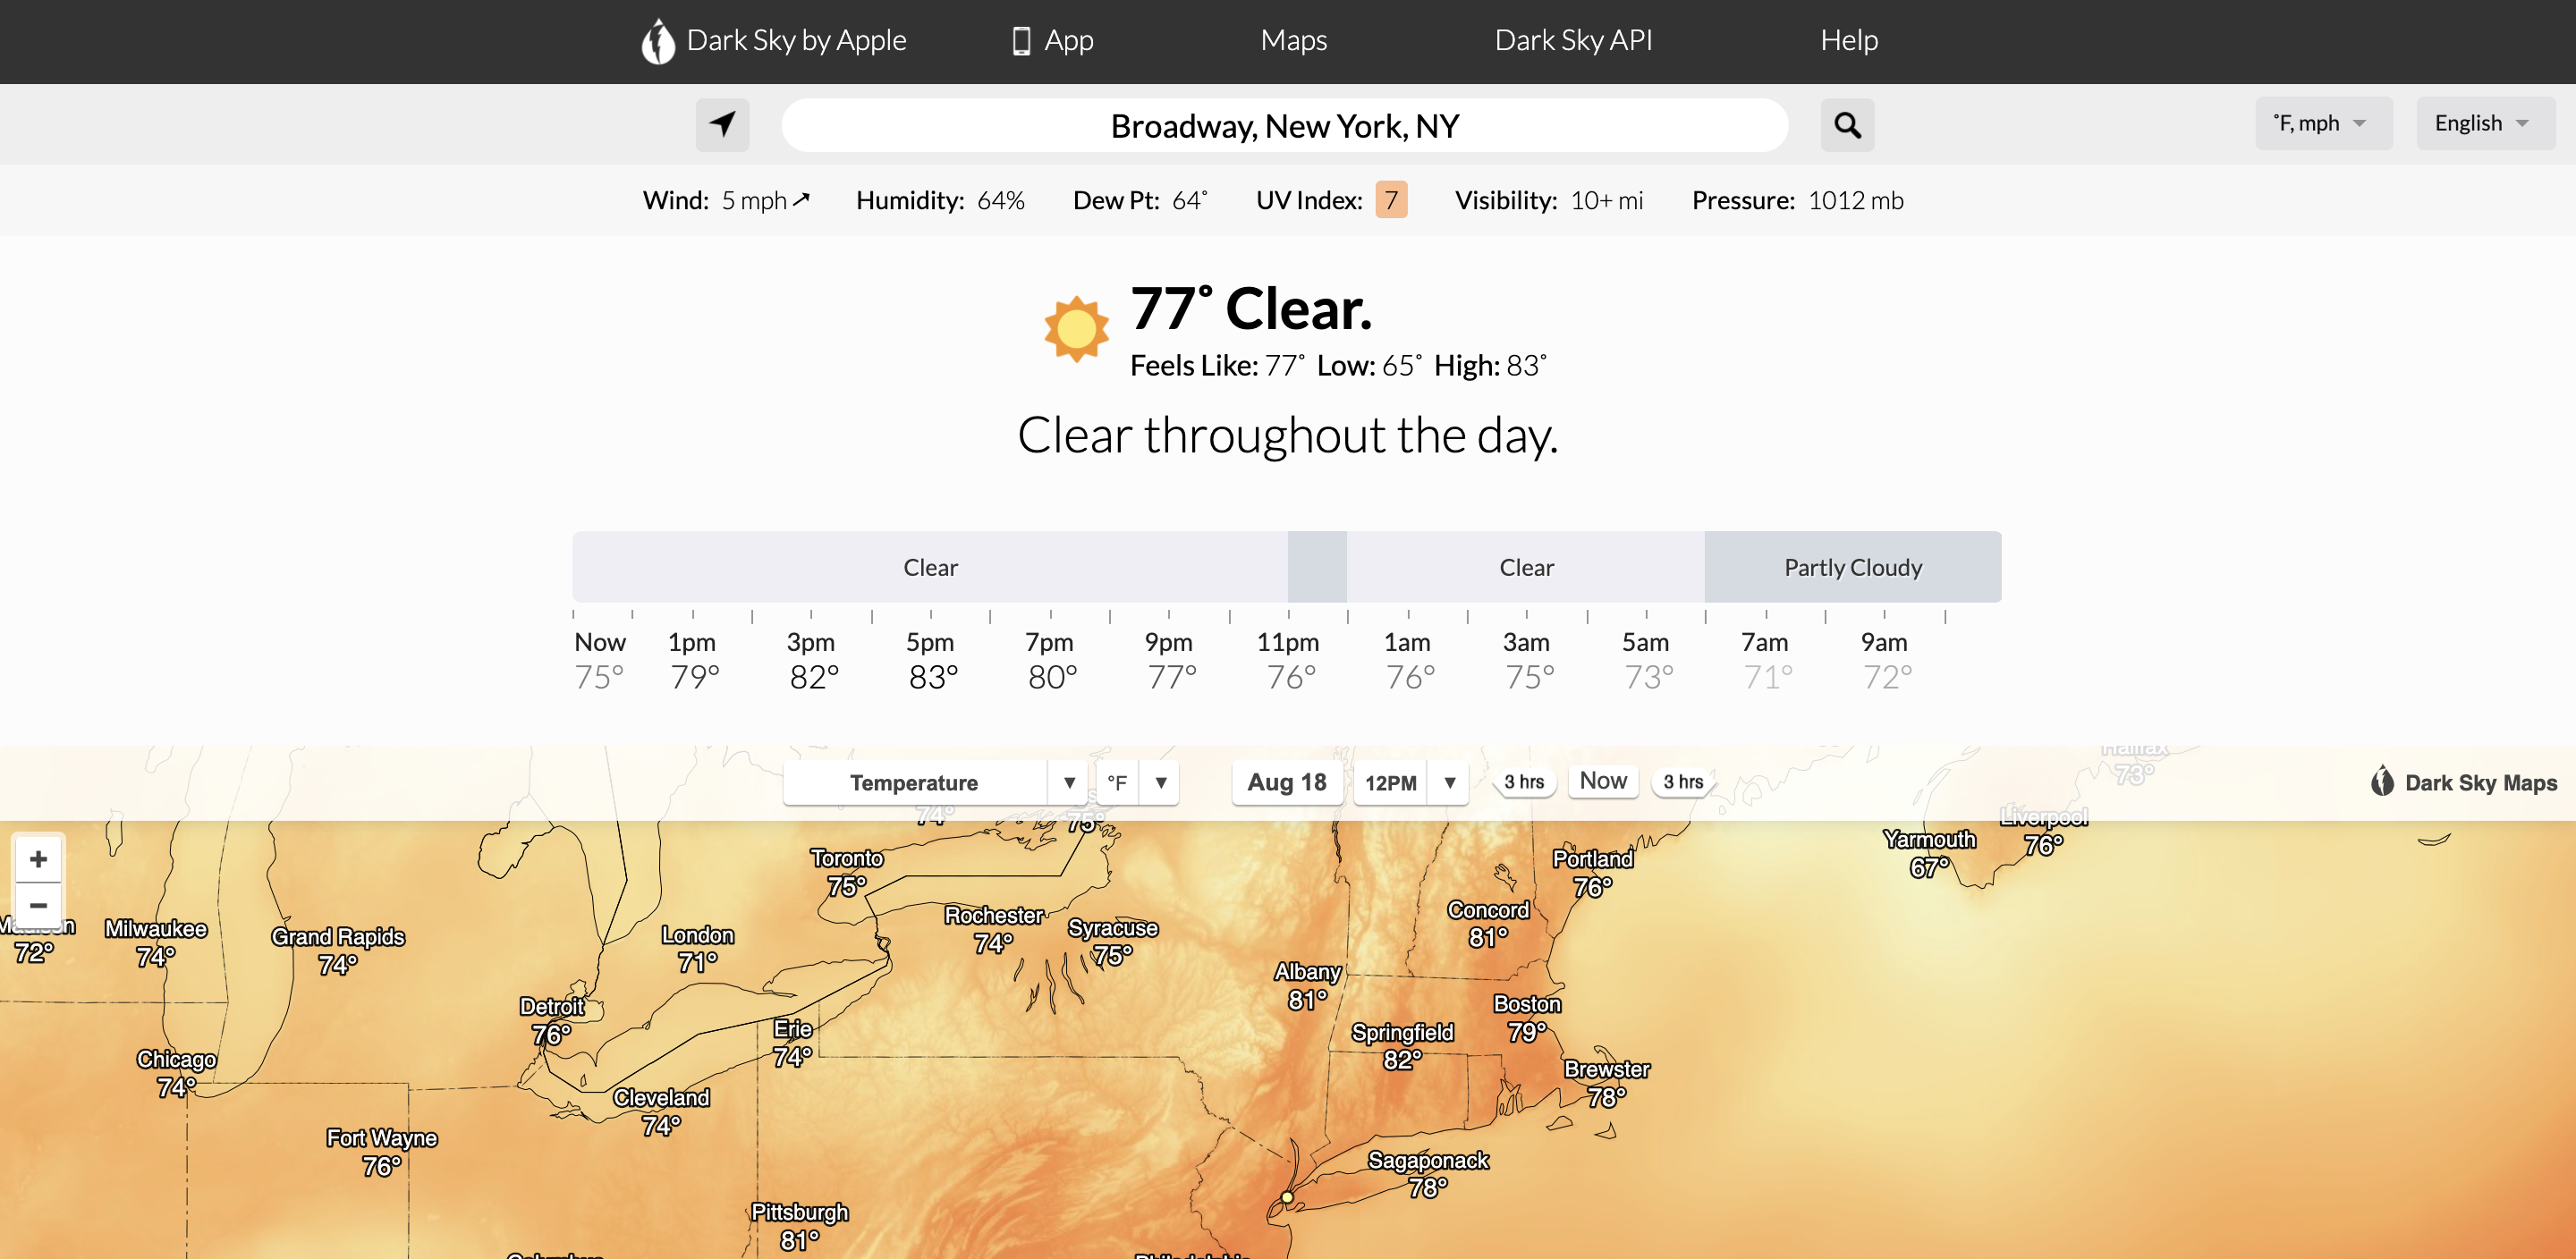 Dark Sky by Apple App Maps Dark Sky API Help
Broadway, New York, NY
˚F, mph English
Wind: 5 mph Humidity: 64% Dew Pt: 64˚ UV Index: 7 Visibility: 10+ mi Pressure: 1012 mb
77˚ Clear.
Feels Like: 77˚ Low: 65˚ High: 83˚
Clear throughout the day.
Clear Clear Partly Cloudy
Now 1pm 3pm 5pm 7pm 9pm 11pm 1am 3am 5am 7am 9am
75° 79° 82° 83° 80° 77° 76° 76° 75° 73° 71° 72°
Halifax
73°
Temperature ▼ °F ▼ Aug 18 12PM ▼ 3 hrs Now 3 hrs Dark Sky Maps
74°
75°
Liverpool
76°
Yarmouth
67°
+
−
Toronto
75°
Portland
76°
Concord
81°
Rochester
74°
Syracuse
75°
72°
Milwaukee
74°
Grand Rapids
74°
London
71°
Albany
81°
Detroit
76°
Boston
79°
Erie
74°
Springfield
82°
Chicago
74°
Brewster
78°
Cleveland
74°
Fort Wayne
76°
Sagaponack
78°
Pittsburgh
81°